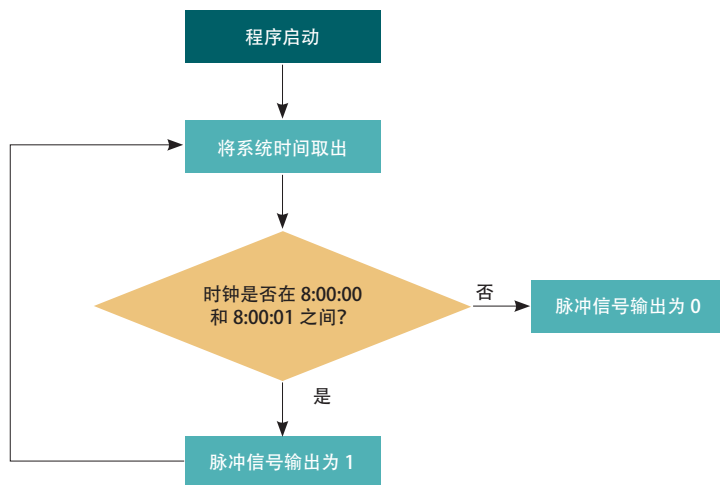 程序启动
将系统时间取出
时钟是否在 8:00:00
和 8:00:01 之间?
否
脉冲信号输出为 0
是
脉冲信号输出为 1